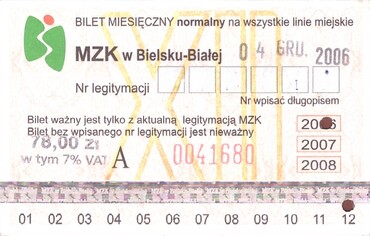 BILET MIESIĘCZNY normalny na wszystkie linie miejskie
MZK w Bielsku-Białej 04 GRU. 2006
Nr legitymacji
Nr wpisać długopisem
Bilet ważny jest tylko z aktualną legitymacją MZK
Bilet bez wpisanego nr legitymacji jest nieważny
2006
78,00 zł
2007
w tym 7% VAT A 0041680
2008
XII
01 02 03 04 05 06 07 08 09 10 11 12